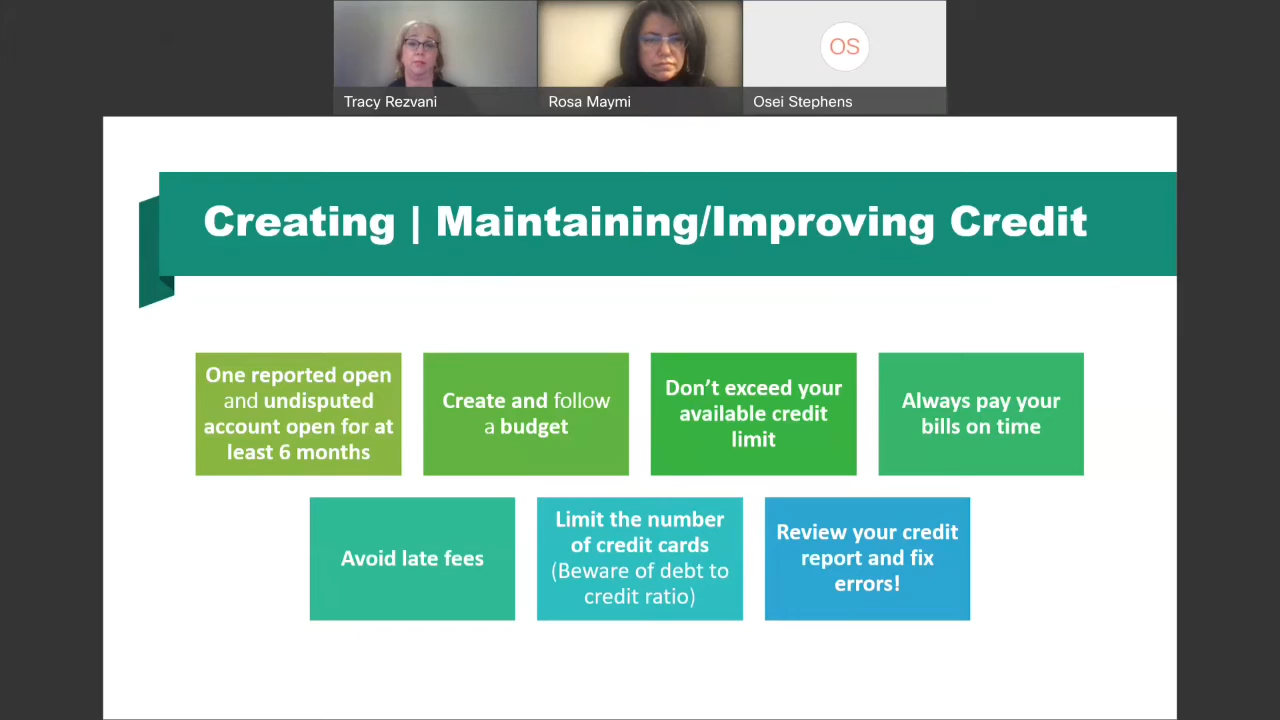 Tracy Rezvani
Rosa Maymi
OS
Osei Stephens
Creating | Maintaining/Improving Credit
One reported open
and undisputed
account open for at
least 6 months
Create and follow
a budget
Don’t exceed your
available credit
limit
Always pay your
bills on time
Avoid late fees
Limit the number
of credit cards
(Beware of debt to
credit ratio)
Review your credit
report and fix
errors!